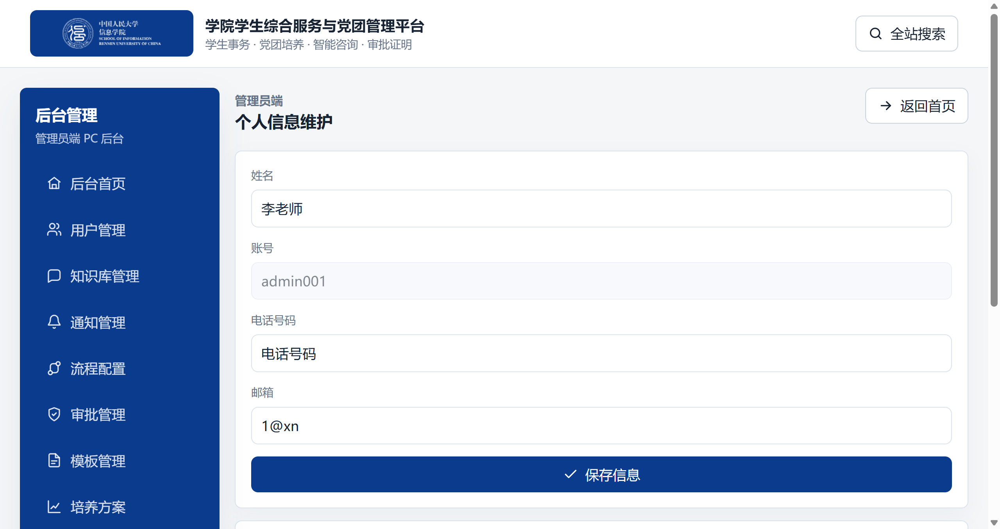 中国人民大学
信息学院
SCHOOL OF INFORMATION
RENMIN UNIVERSITY OF CHINA
学院学生综合服务与党团管理平台
学生事务 · 党团培养 · 智能咨询 · 审批证明
全站搜索
后台管理
管理员端 PC 后台
后台首页
用户管理
知识库管理
通知管理
流程配置
审批管理
模板管理
培养方案
管理员端
个人信息维护
返回首页
姓名
李老师
账号
admin001
电话号码
电话号码
邮箱
1@xn
保存信息